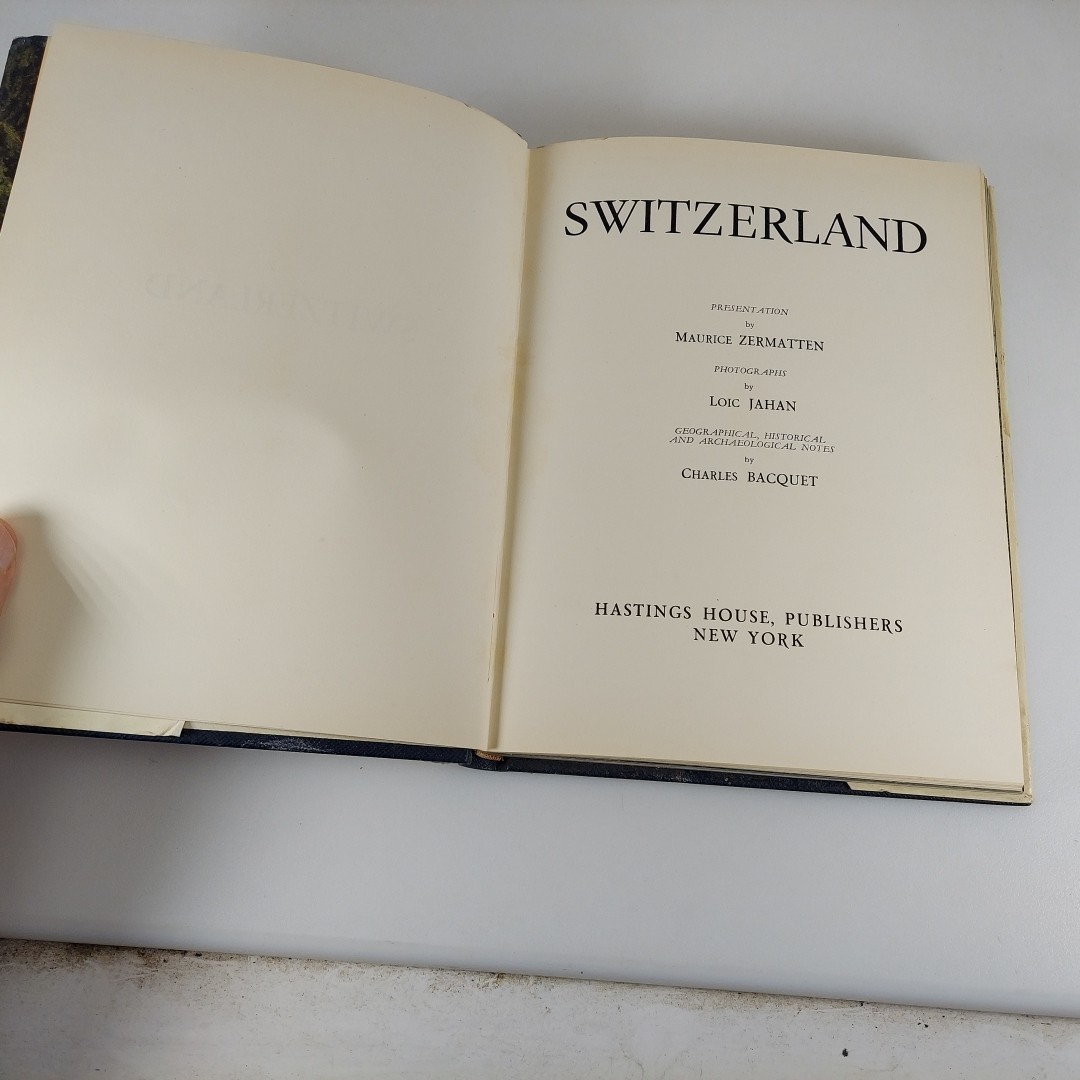 SWITZERLAND
PRESENTATION
by
MAURICE ZERMATTEN
PHOTOGRAPHS
by
LOIC JAHAN
GEOGRAPHICAL, HISTORICAL
AND ARCHAEOLOGICAL NOTES
by
CHARLES BACQUET
HASTINGS HOUSE, PUBLISHERS
NEW YORK